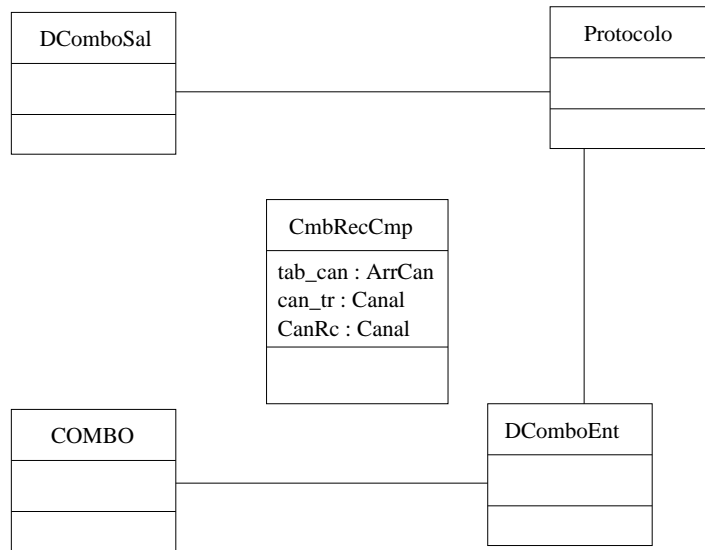 DComboSal
Protocolo
CmbRecCmp
tab_can : ArrCan
can_tr : Canal
CanRc : Canal
COMBO
DComboEnt